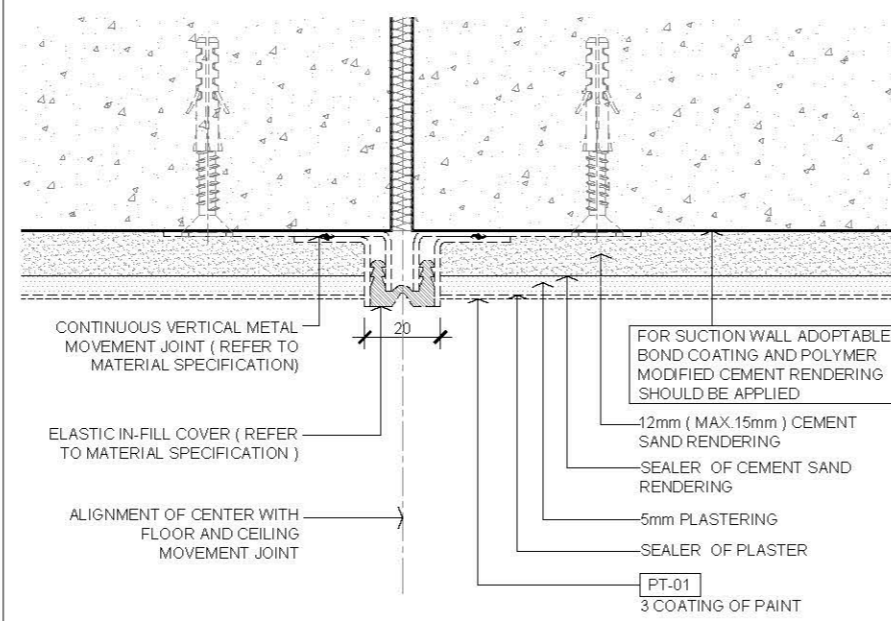 CONTINUOUS VERTICAL METAL
MOVEMENT JOINT ( REFER TO
MATERIAL SPECIFICATION)
ELASTIC IN-FILL COVER ( REFER
TO MATERIAL SPECIFICATION )
ALIGNMENT OF CENTER WITH
FLOOR AND CEILING
MOVEMENT JOINT
20
FOR SUCTION WALL ADOPTABLE
BOND COATING AND POLYMER
MODIFIED CEMENT RENDERING
SHOULD BE APPLIED
12mm ( MAX.15mm ) CEMENT
SAND RENDERING
SEALER OF CEMENT SAND
RENDERING
5mm PLASTERING
SEALER OF PLASTER
PT-01
3 COATING OF PAINT